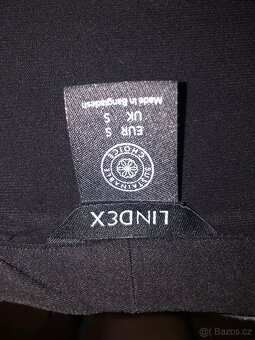 LINDEX
SUSTAINABLE
CHOICE
EUR S
UK S
Made in Bangladesh
© Bazos.cz